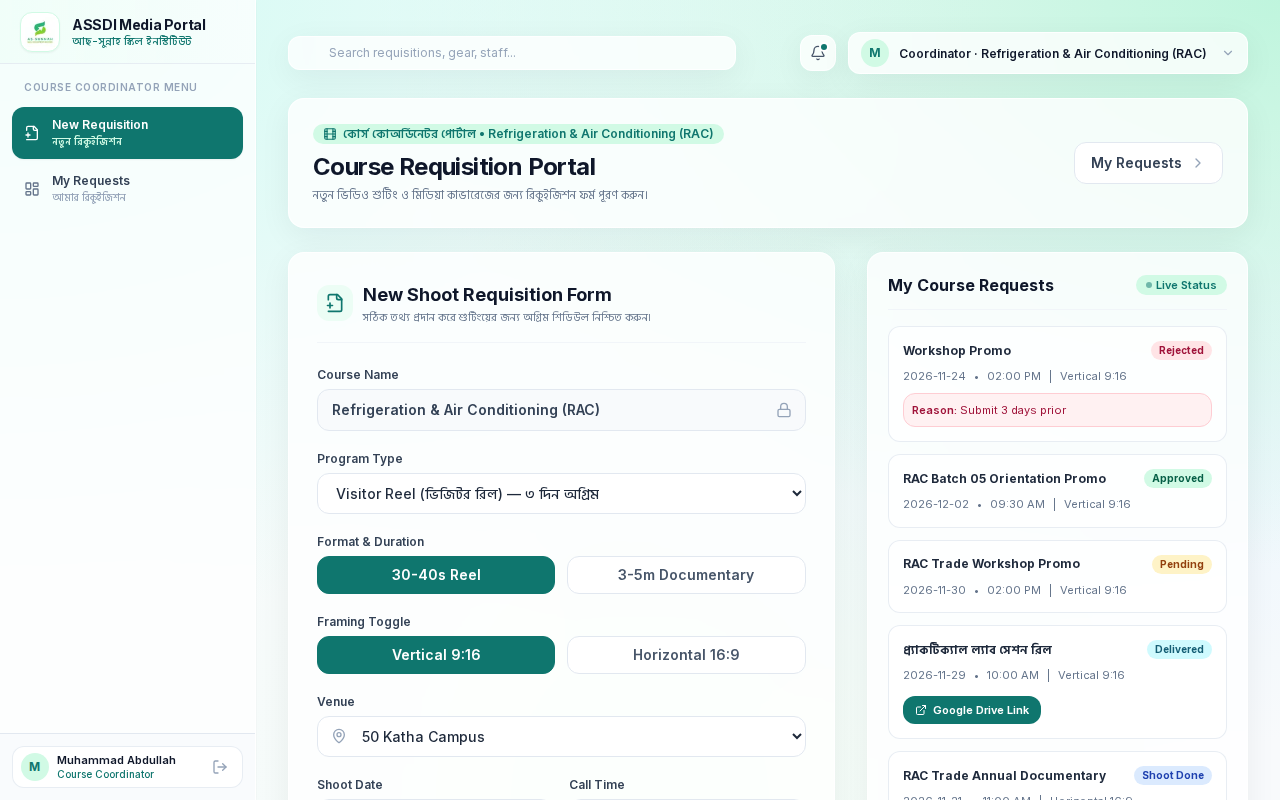 ASSDI Media Portal
আছ-সুন্নাহ স্কিল ইনস্টিটিউট
COURSE COORDINATOR MENU
New Requisition
নতুন রিকুইজিশন
My Requests
আমার রিকুইজিশন
Muhammad Abdullah
Course Coordinator
M
Search requisitions, gear, staff...
M
Coordinator · Refrigeration & Air Conditioning (RAC)
কোর্স কোঅর্ডিনেটর পোর্টাল • Refrigeration & Air Conditioning (RAC)
Course Requisition Portal
নতুন ভিডিও শুটিং ও মিডিয়া কাভারেজের জন্য রিকুইজিশন ফর্ম পূরণ করুন।
My Requests
New Shoot Requisition Form
সঠিক তথ্য প্রদান করে শুটিংয়ের জন্য অগ্রিম শিডিউল নিশ্চিত করুন।
Course Name
Refrigeration & Air Conditioning (RAC)
Program Type
Visitor Reel (ভিজিটর রিল) — ৩ দিন অগ্রিম
Format & Duration
30-40s Reel
3-5m Documentary
Framing Toggle
Vertical 9:16
Horizontal 16:9
Venue
50 Katha Campus
Shoot Date
Call Time
My Course Requests
Live Status
Workshop Promo
Rejected
2026-11-24 • 02:00 PM | Vertical 9:16
Reason: Submit 3 days prior
RAC Batch 05 Orientation Promo
Approved
2026-12-02 • 09:30 AM | Vertical 9:16
RAC Trade Workshop Promo
Pending
2026-11-30 • 02:00 PM | Vertical 9:16
প্র্যাকটিক্যাল ল্যাব সেশন রিল
Delivered
2026-11-29 • 10:00 AM | Vertical 9:16
Google Drive Link
RAC Trade Annual Documentary
Shoot Done